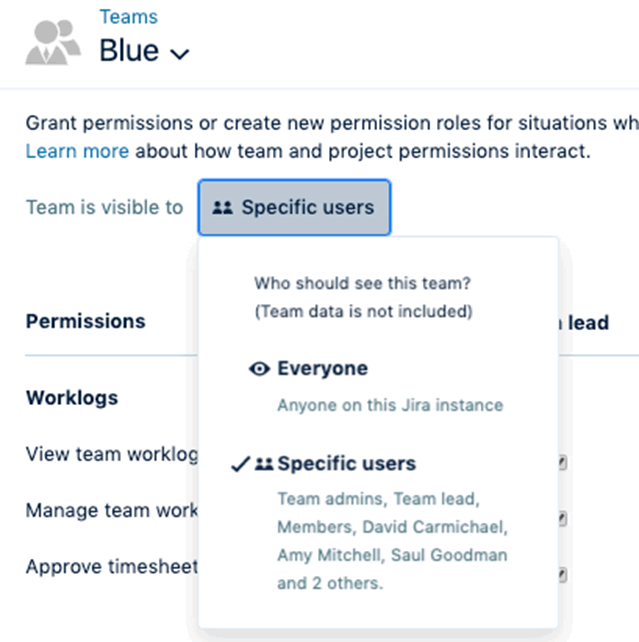 Teams
Blue
Grant permissions or create new permission roles for situations wh
Learn more about how team and project permissions interact.
Team is visible to Specific users
Who should see this team?
(Team data is not included)
Permissions
lead
Everyone
Anyone on this Jira instance
Worklogs
Specific users
View team worklog
Team admins, Team lead,
Members, David Carmichael,
Manage team work
Amy Mitchell, Saul Goodman
Approve timesheet
and 2 others.